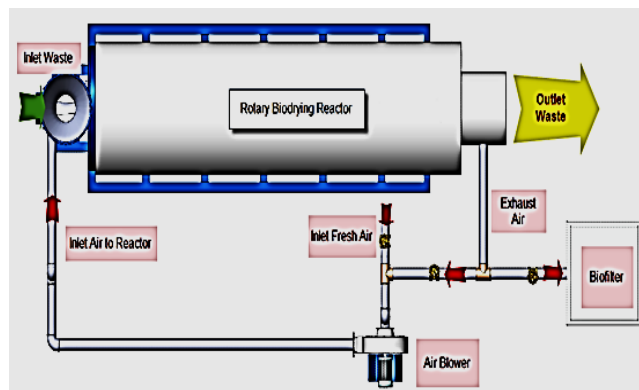 Inlet Waste
Rotary Biodrying Reactor
Outlet
Waste
Exhaust
Air
Inlet Fresh Air
Inlet Air to Reactor
Biofilter
Air Blower